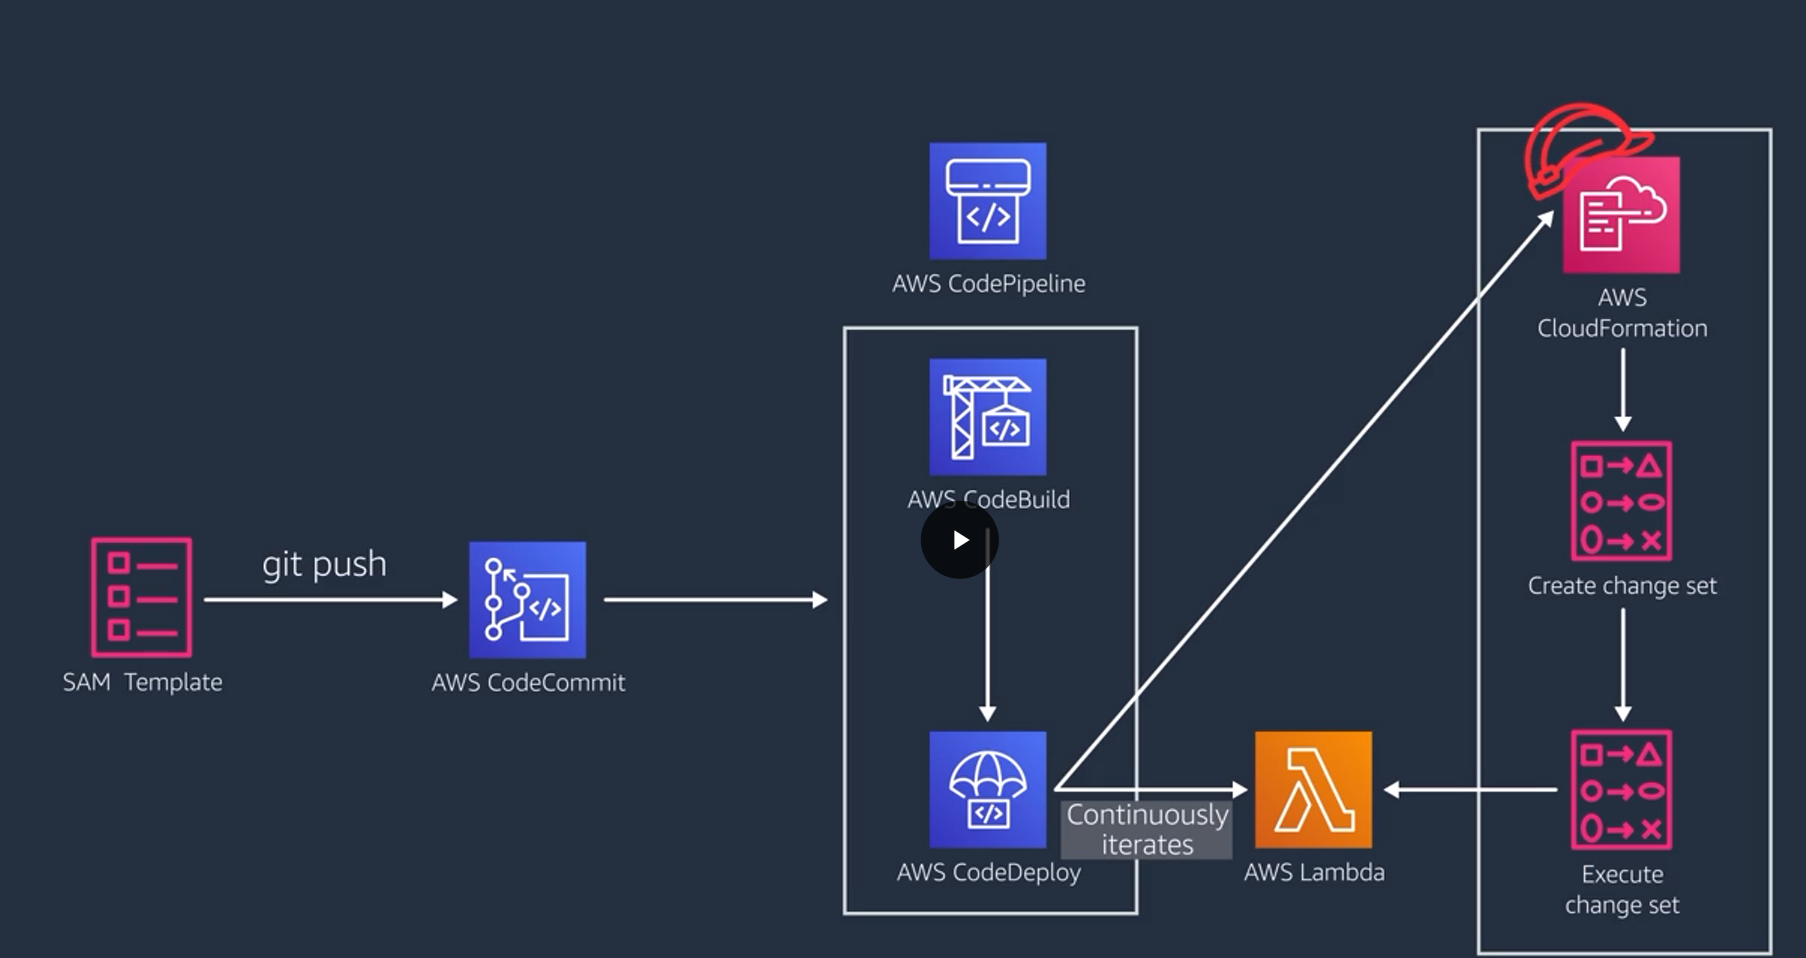 AWS CodePipeline
AWS
CloudFormation
AWS CodeBuild
git push
Create change set
SAM Template
AWS CodeCommit
Continuously
iterates
AWS CodeDeploy
AWS Lambda
Execute
change set